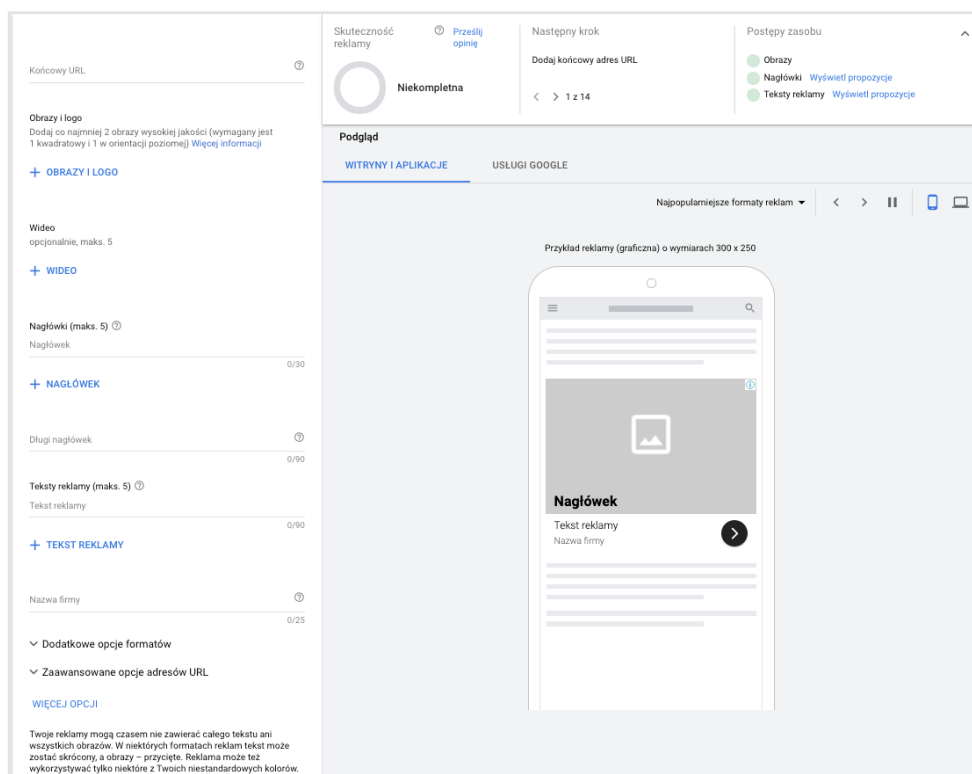 Końcowy URL
Obrazy i logo
Dodaj co najmniej 2 obrazy wysokiej jakości (wymagany jest
1 kwadratowy i 1 w orientacji poziomej) Więcej informacji
+ OBRAZY I LOGO
Wideo
opcjonalnie, maks. 5
+ WIDEO
Nagłówki (maks. 5)
Nagłówek
0/30
+ NAGŁÓWEK
Długi nagłówek
0/90
Teksty reklamy (maks. 5)
Tekst reklamy
0/90
+ TEKST REKLAMY
Nazwa firmy
0/25
Dodatkowe opcje formatów
Zaawansowane opcje adresów URL
WIĘCEJ OPCJI
Twoje reklamy mogą czasem nie zawierać całego tekstu ani
wszystkich obrazów. W niektórych formatach reklam tekst może
zostać skrócony, a obrazy – przycięte. Reklama może też
wykorzystywać tylko niektóre z Twoich niestandardowych kolorów.
Skuteczność
reklamy
Prześlij
opinię
Niekompletna
Następny krok
Dodaj końcowy adres URL
1 z 14
Postępy zasobu
Obrazy
Nagłówki Wyświetl propozycje
Teksty reklamy Wyświetl propozycje
Podgląd
WITRYNY I APLIKACJE USŁUGI GOOGLE
Najpopularniejsze formaty reklam
Przykład reklamy (graficzna) o wymiarach 300 x 250
Nagłówek
Tekst reklamy
Nazwa firmy